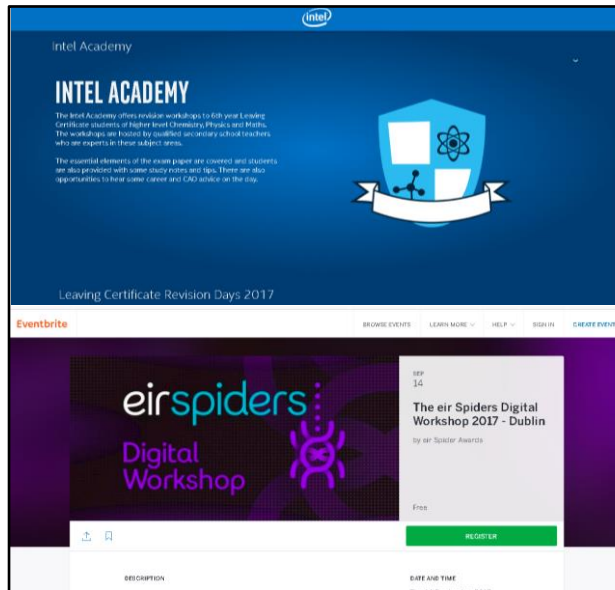 intel
Intel Academy
INTEL ACADEMY
The Intel Academy offers revision workshops to 6th year Leaving
Certificate students of higher level Chemistry, Physics and Maths.
The workshops are hosted by qualified secondary school teachers
who are experts in these subject areas.
The essential elements of the exam paper are covered and students
are also provided with some study notes and tips. There are also
opportunities to hear some career and CAO advice on the day.
Leaving Certificate Revision Days 2017
Eventbrite
BROWSE EVENTS LEARN MORE HELP SIGN IN CREATE EVENT
eirspiders
Digital
Workshop
SEP
14
The eir Spiders Digital
Workshop 2017 - Dublin
by eir Spider Awards
Free
REGISTER
DESCRIPTION
DATE AND TIME